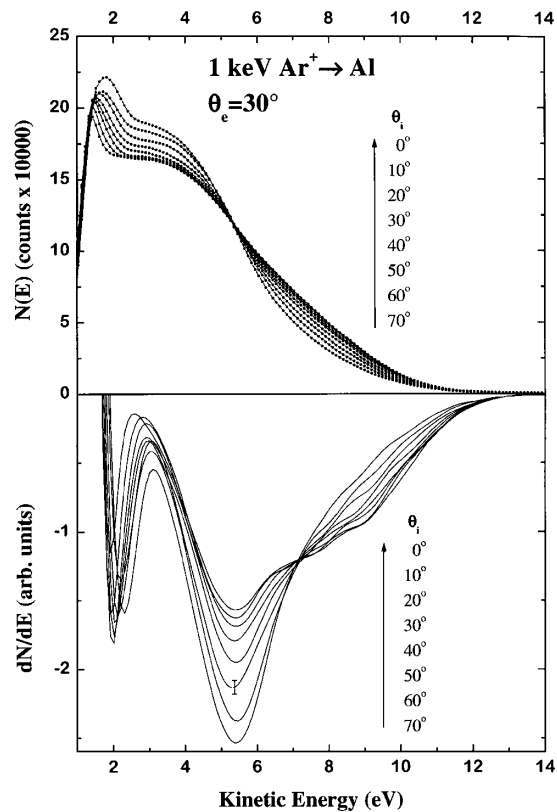 2 4 6 8 10 12 14
25
20
15
10
5
0
N(E) (counts x 10000)
1 keV Ar⁺ → Al
θₑ=30°
θᵢ
0°
10°
20°
30°
40°
50°
60°
70°
-1
-2
dN/dE (arb. units)
θᵢ
0°
10°
20°
30°
40°
50°
60°
70°
2 4 6 8 10 12 14
Kinetic Energy (eV)